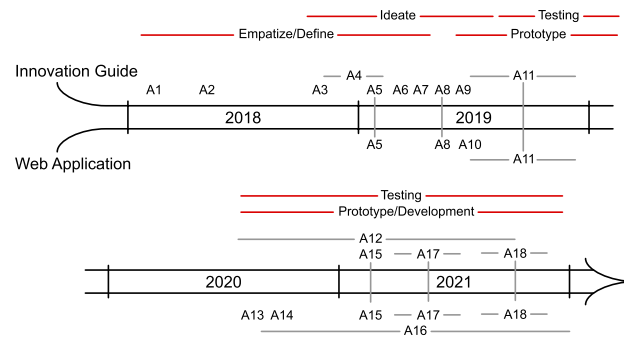 Ideate Testing
Empatize/Define Prototype
Innovation Guide
A4 A11
A1 A2 A3 A5 A6 A7 A8 A9
2018 2019
A5 A8 A10
Web Application
A11
Testing
Prototype/Development
A12
A15 A17 A18
2020 2021
A13 A14 A15 A17 A18
A16